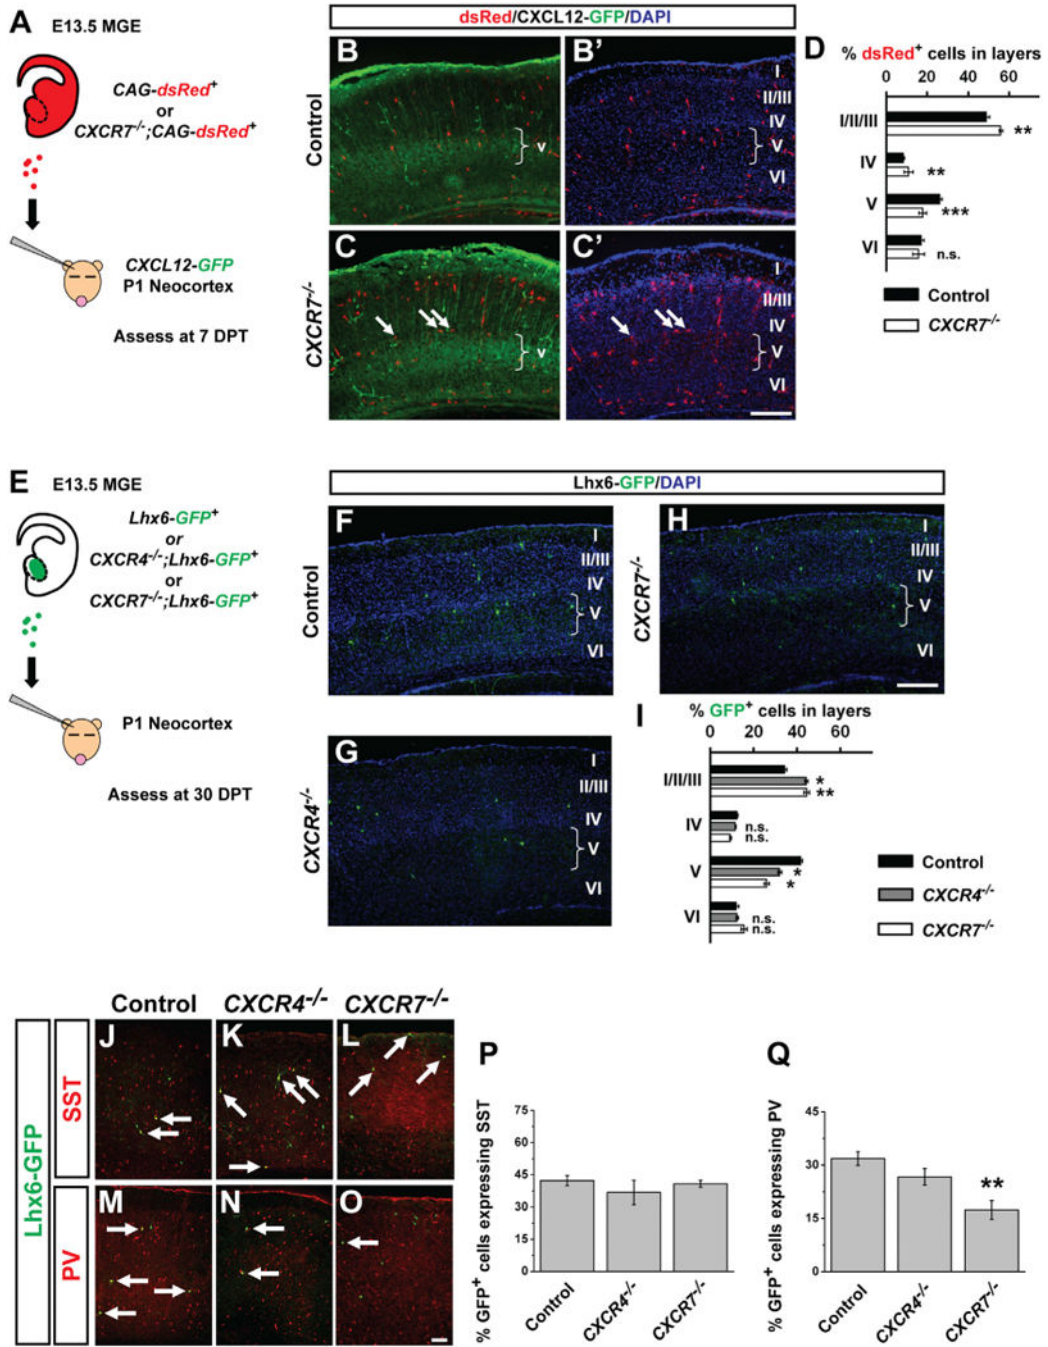 A E13.5 MGE
CAG-dsRed+
or
CXCR7-/-;CAG-dsRed+
CXCL12-GFP
P1 Neocortex
Assess at 7 DPT
dsRed/CXCL12-GFP/DAPI
Control
B
V
B'
I
II/III
IV
V
VI
CXCR7-/-
C
V
C'
I
II/III
IV
V
VI
D % dsRed+ cells in layers
0 20 40 60
I/II/III **
IV **
V ***
VI n.s.
Control
CXCR7-/-
E E13.5 MGE
Lhx6-GFP+
or
CXCR4-/-;Lhx6-GFP+
or
CXCR7-/-;Lhx6-GFP+
P1 Neocortex
Assess at 30 DPT
Lhx6-GFP/DAPI
Control
F
I
II/III
IV
V
VI
CXCR7-/-
H
I
II/III
IV
V
VI
CXCR4-/-
G
I
II/III
IV
V
VI
I % GFP+ cells in layers
0 20 40 60
I/II/III *
**
IV n.s.
n.s.
V *
*
VI n.s.
n.s.
Control
CXCR4-/-
CXCR7-/-
Control CXCR4-/- CXCR7-/-
Lhx6-GFP
SST
J K L
PV
M N O
P
% GFP+ cells expressing SST
75
60
45
30
15
0
Control CXCR4-/- CXCR7-/-
Q
% GFP+ cells expressing PV
45
30
15
0
**
Control CXCR4-/- CXCR7-/-